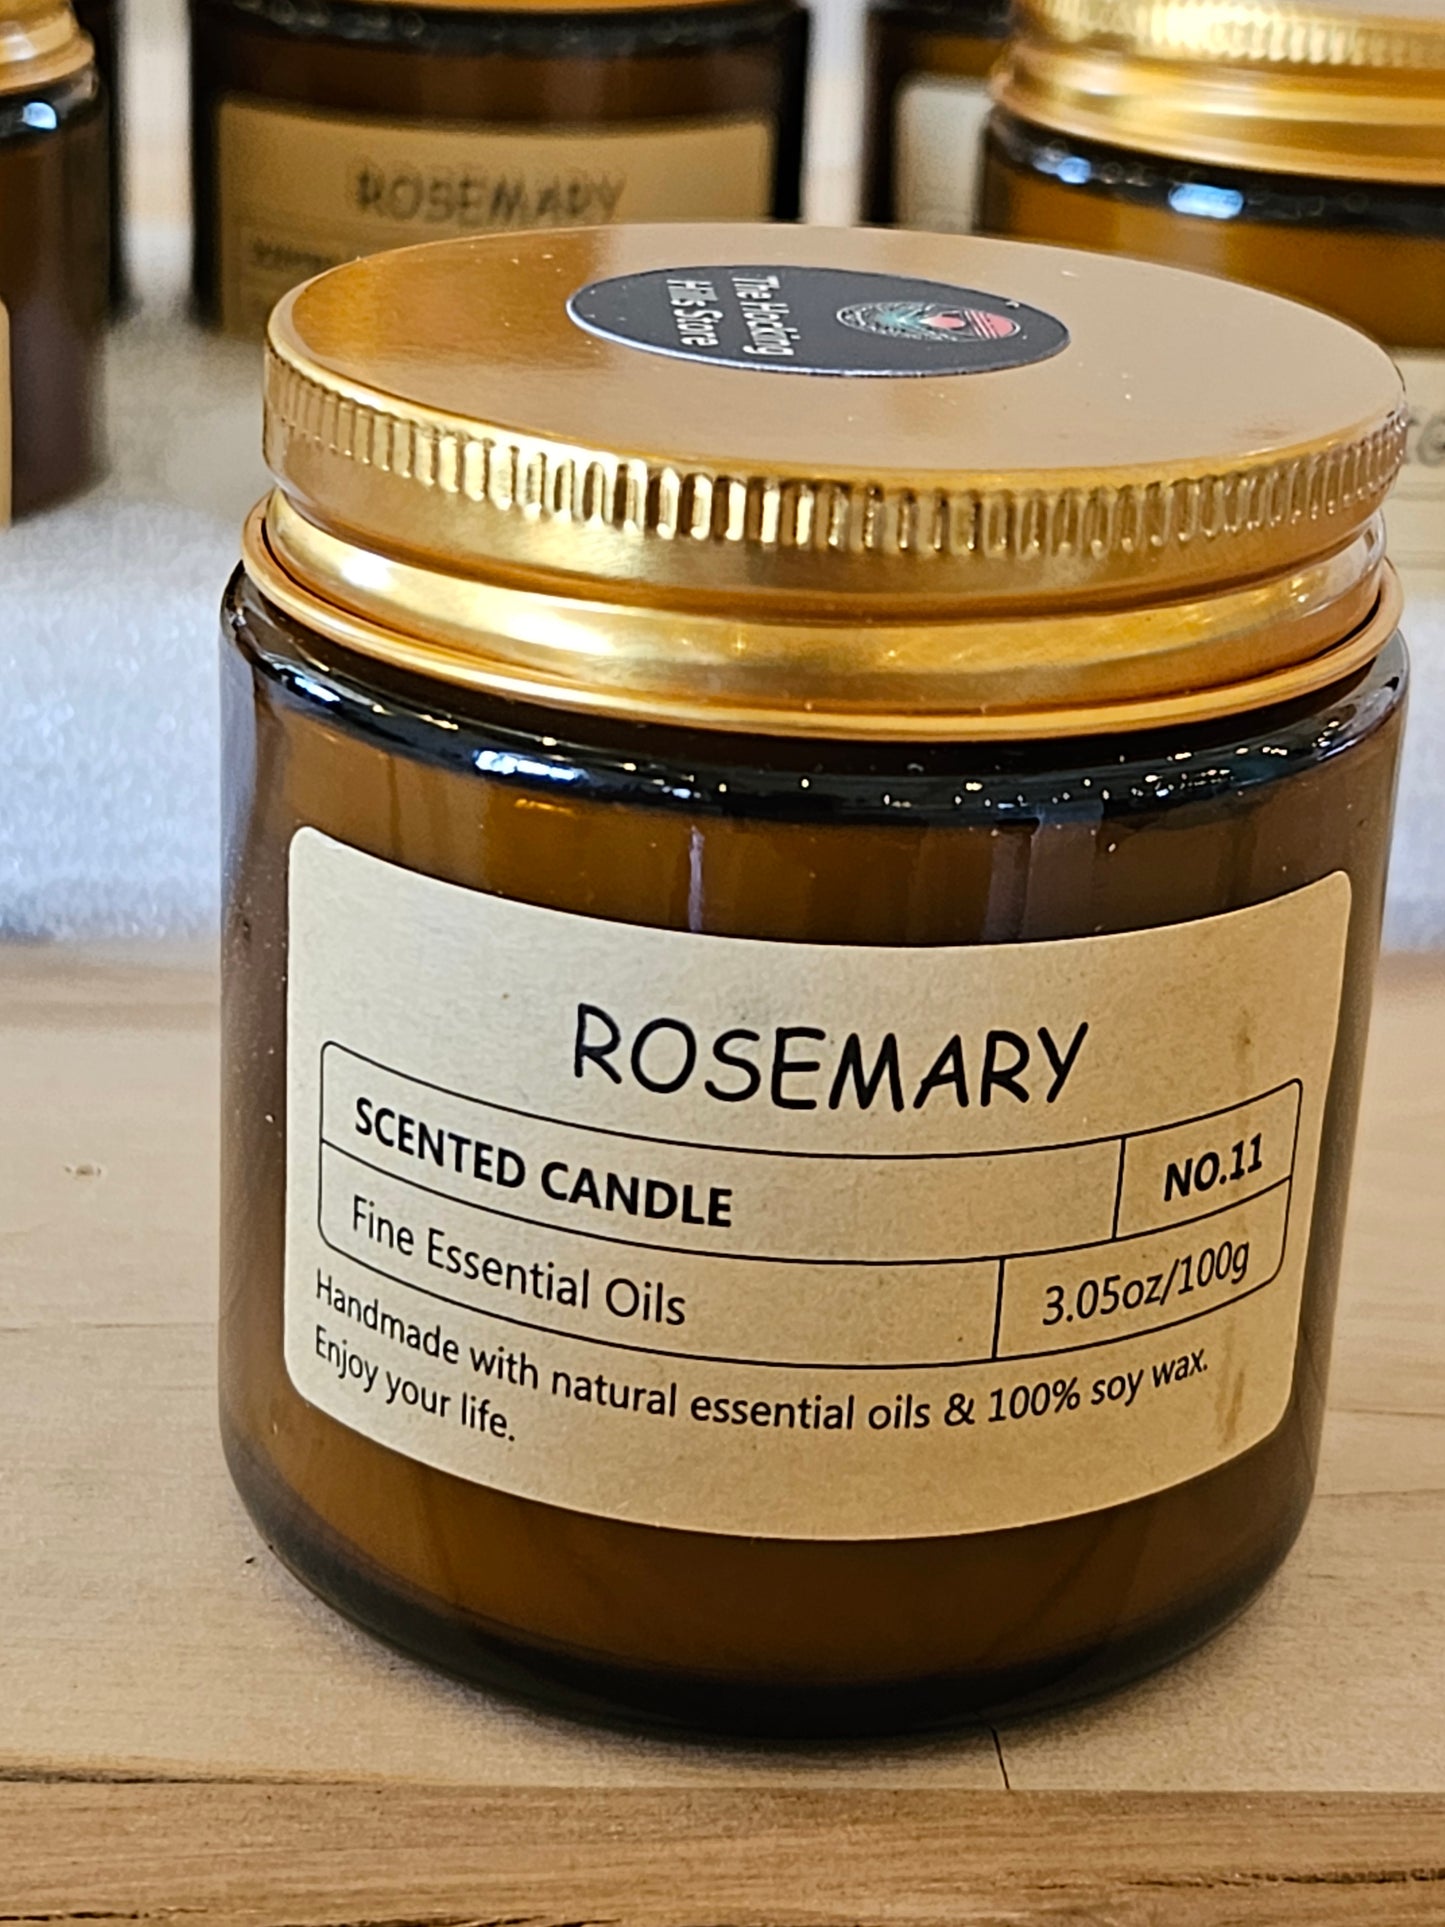 ROSEMARY
The Hocking
Hills Store
ROSEMARY
SCENTED CANDLE
NO.11
Fine Essential Oils
3.05oz/100g
Handmade with natural essential oils & 100% soy wax.
Enjoy your life.